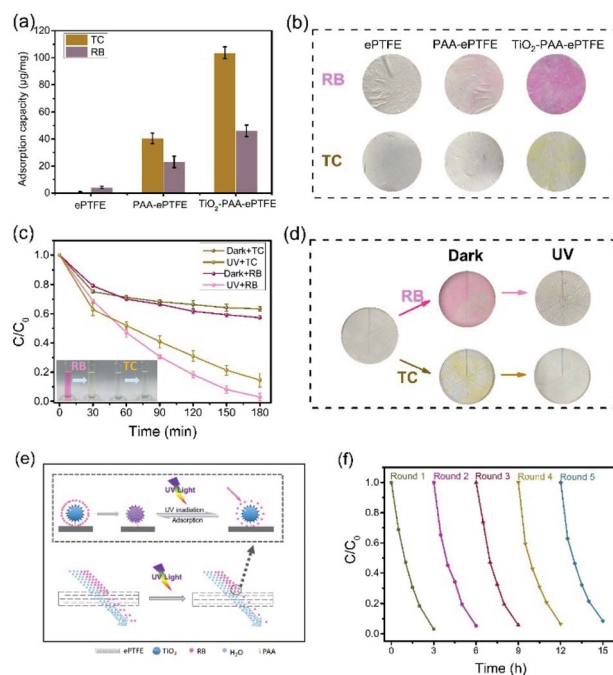 (a)
TC
RB
Adsorption capacity (μg/mg)
120
100
80
60
40
20
0
ePTFE
PAA-ePTFE
TiO₂-PAA-ePTFE
(b)
ePTFE PAA-ePTFE TiO₂-PAA-ePTFE
RB
TC
(c)
Dark+TC
UV+TC
Dark+RB
UV+RB
C/C₀
1.0
0.8
0.6
0.4
0.2
0.0
RB TC
0 30 60 90 120 150 180
Time (min)
(d)
Dark UV
RB
TC
(e)
UV Light
UV irradiation
Adsorption
UV Light
ePTFE TiO₂ RB H₂O PAA
(f)
Round 1 Round 2 Round 3 Round 4 Round 5
C/C₀
1.0
0.8
0.6
0.4
0.2
0.0
0 3 6 9 12 15
Time (h)